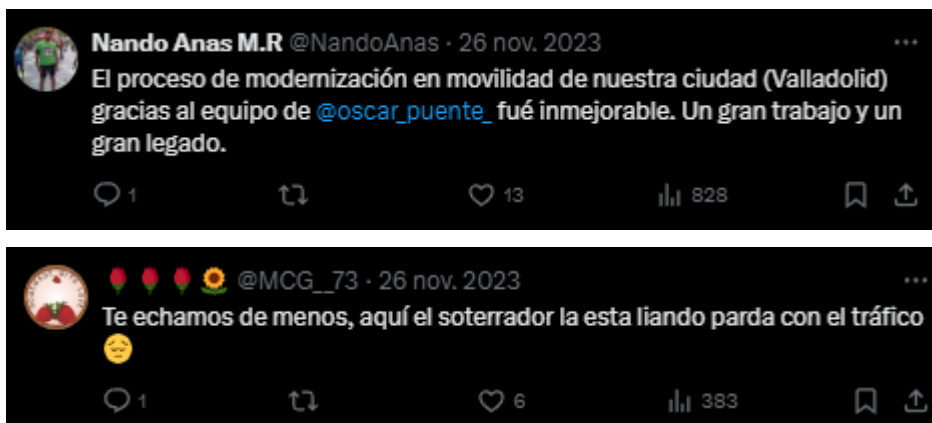 Nando Anas M.R @NandoAnas · 26 nov. 2023
El proceso de modernización en movilidad de nuestra ciudad (Valladolid)
gracias al equipo de @oscar_puente_ fué inmejorable. Un gran trabajo y un
gran legado.
1 13 828
🌹🌹🌹🌻 @MCG__73 · 26 nov. 2023
Te echamos de menos, aquí el soterrador la esta liando parda con el tráfico
😔
1 6 383